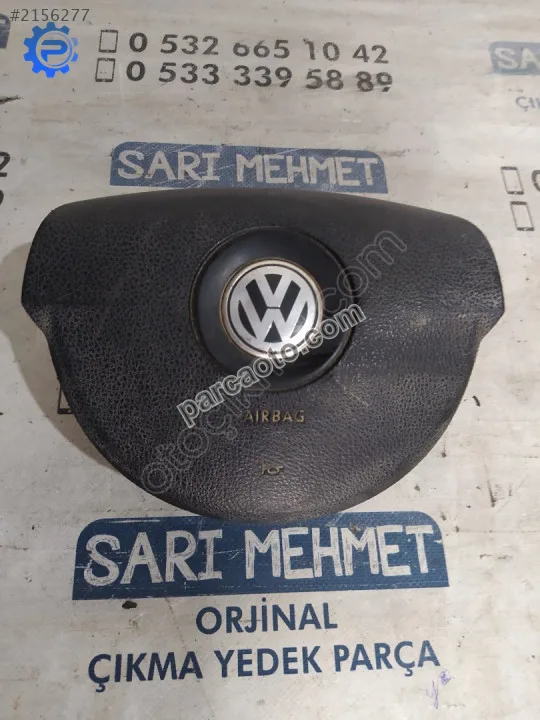 #2156277
0 532 665 10 42
0 533 339 58 89
SARI
SARI MEHMET
parcaoto.com
AIRBAG
SARI MEHMET
ORJİNAL
ÇIKMA YEDEK PARÇA